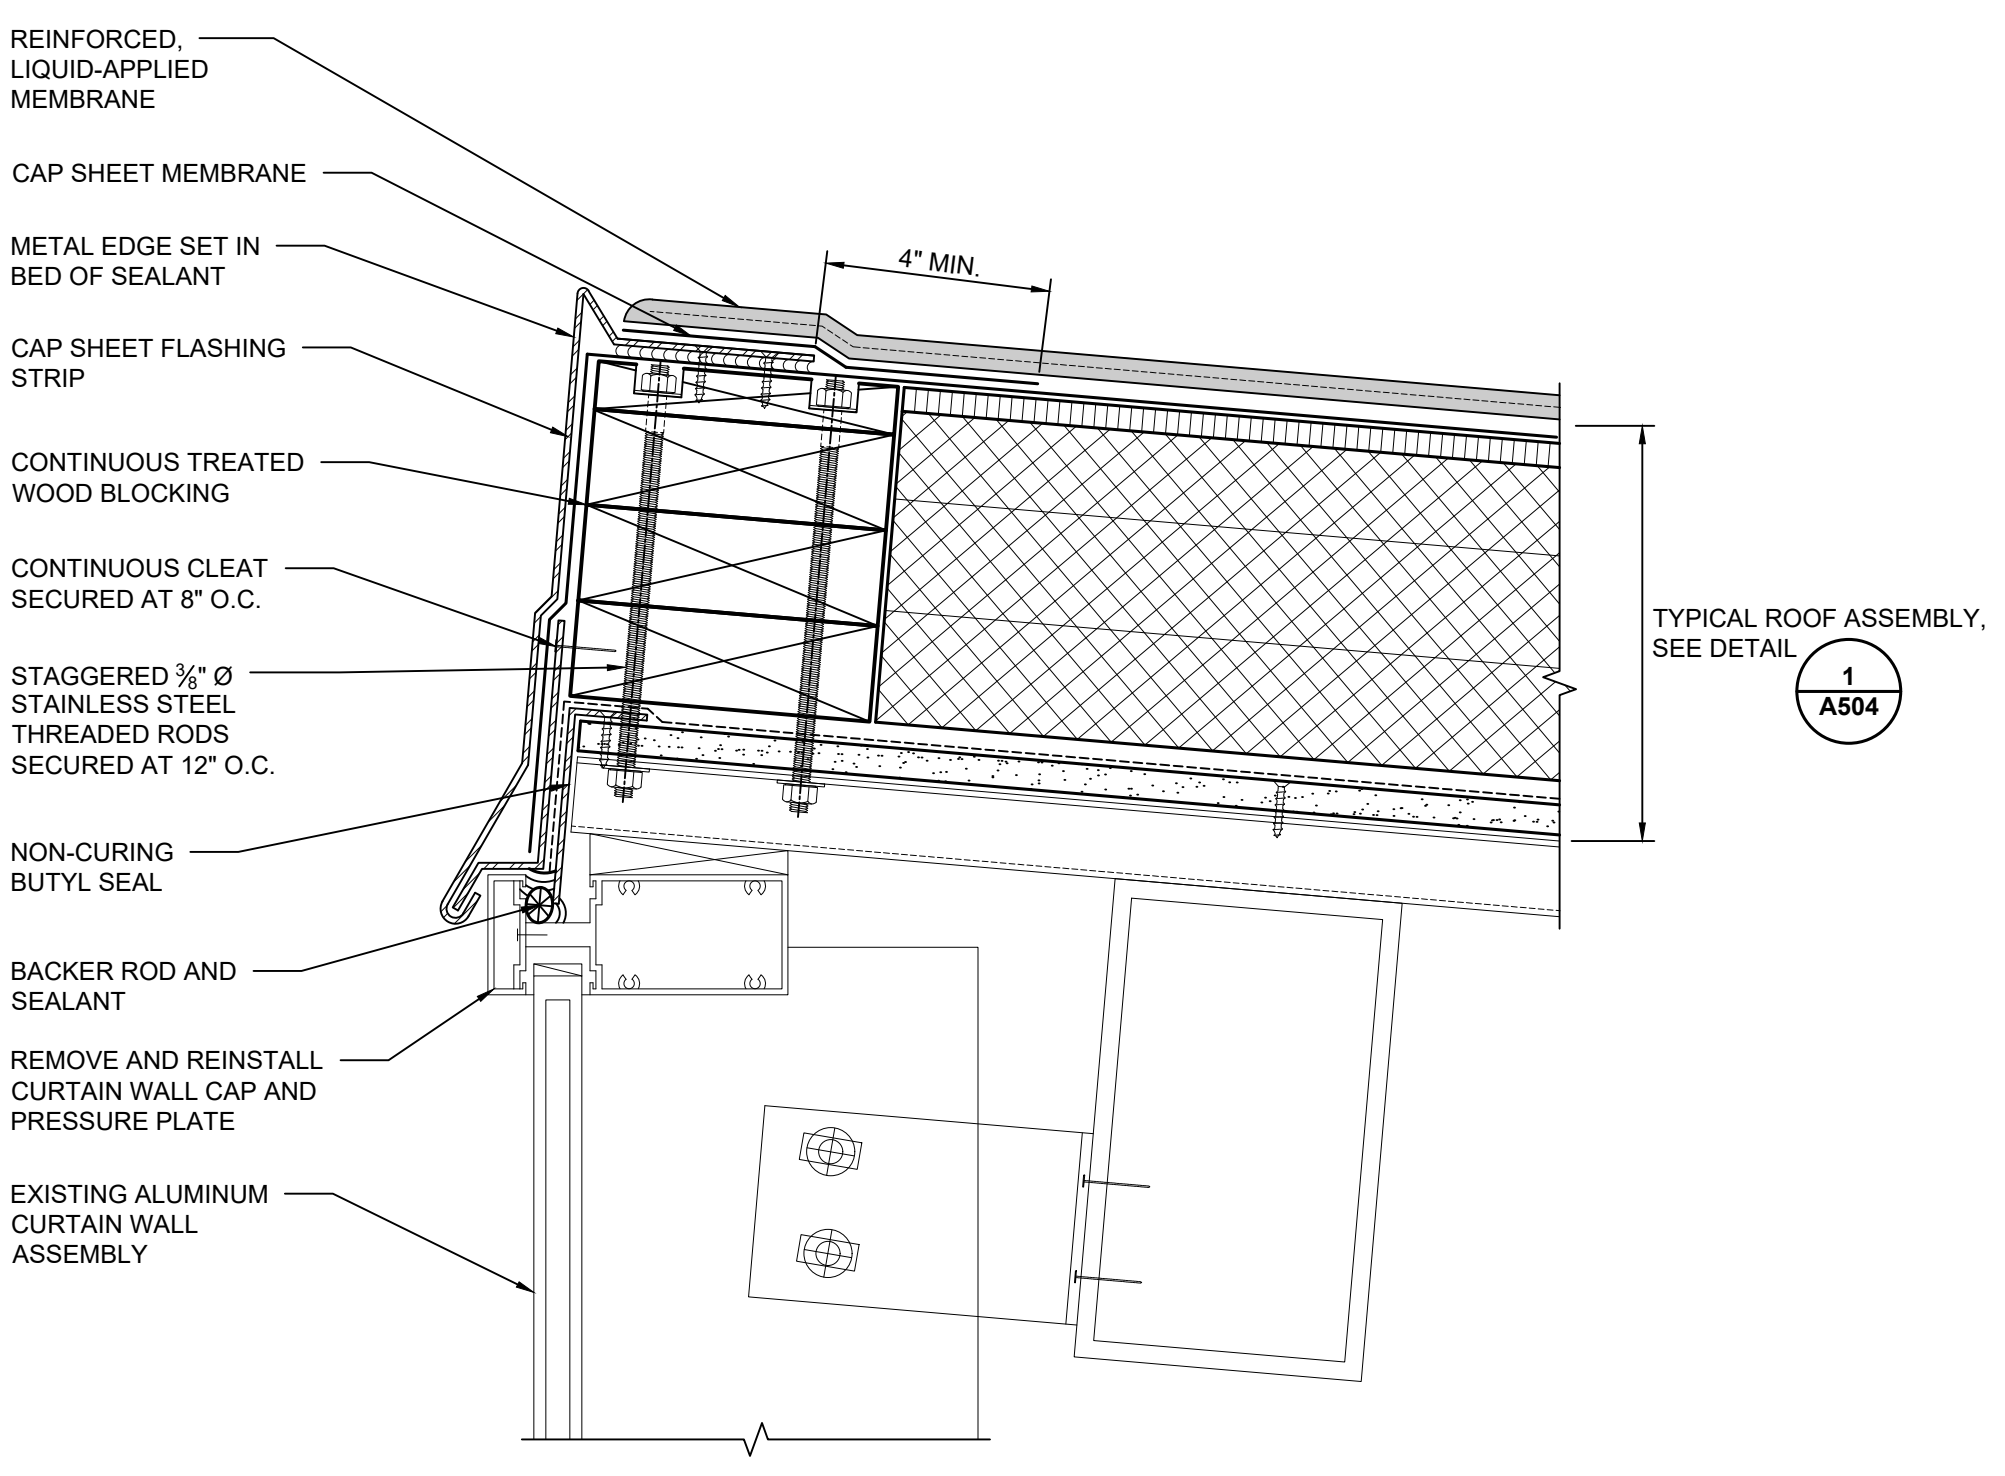 REINFORCED,
LIQUID-APPLIED
MEMBRANE
CAP SHEET MEMBRANE
METAL EDGE SET IN
BED OF SEALANT
CAP SHEET FLASHING
STRIP
CONTINUOUS TREATED
WOOD BLOCKING
CONTINUOUS CLEAT
SECURED AT 8" O.C.
STAGGERED ⅜" Ø
STAINLESS STEEL
THREADED RODS
SECURED AT 12" O.C.
NON-CURING
BUTYL SEAL
BACKER ROD AND
SEALANT
REMOVE AND REINSTALL
CURTAIN WALL CAP AND
PRESSURE PLATE
EXISTING ALUMINUM
CURTAIN WALL
ASSEMBLY
4" MIN.
TYPICAL ROOF ASSEMBLY,
SEE DETAIL
1
A504